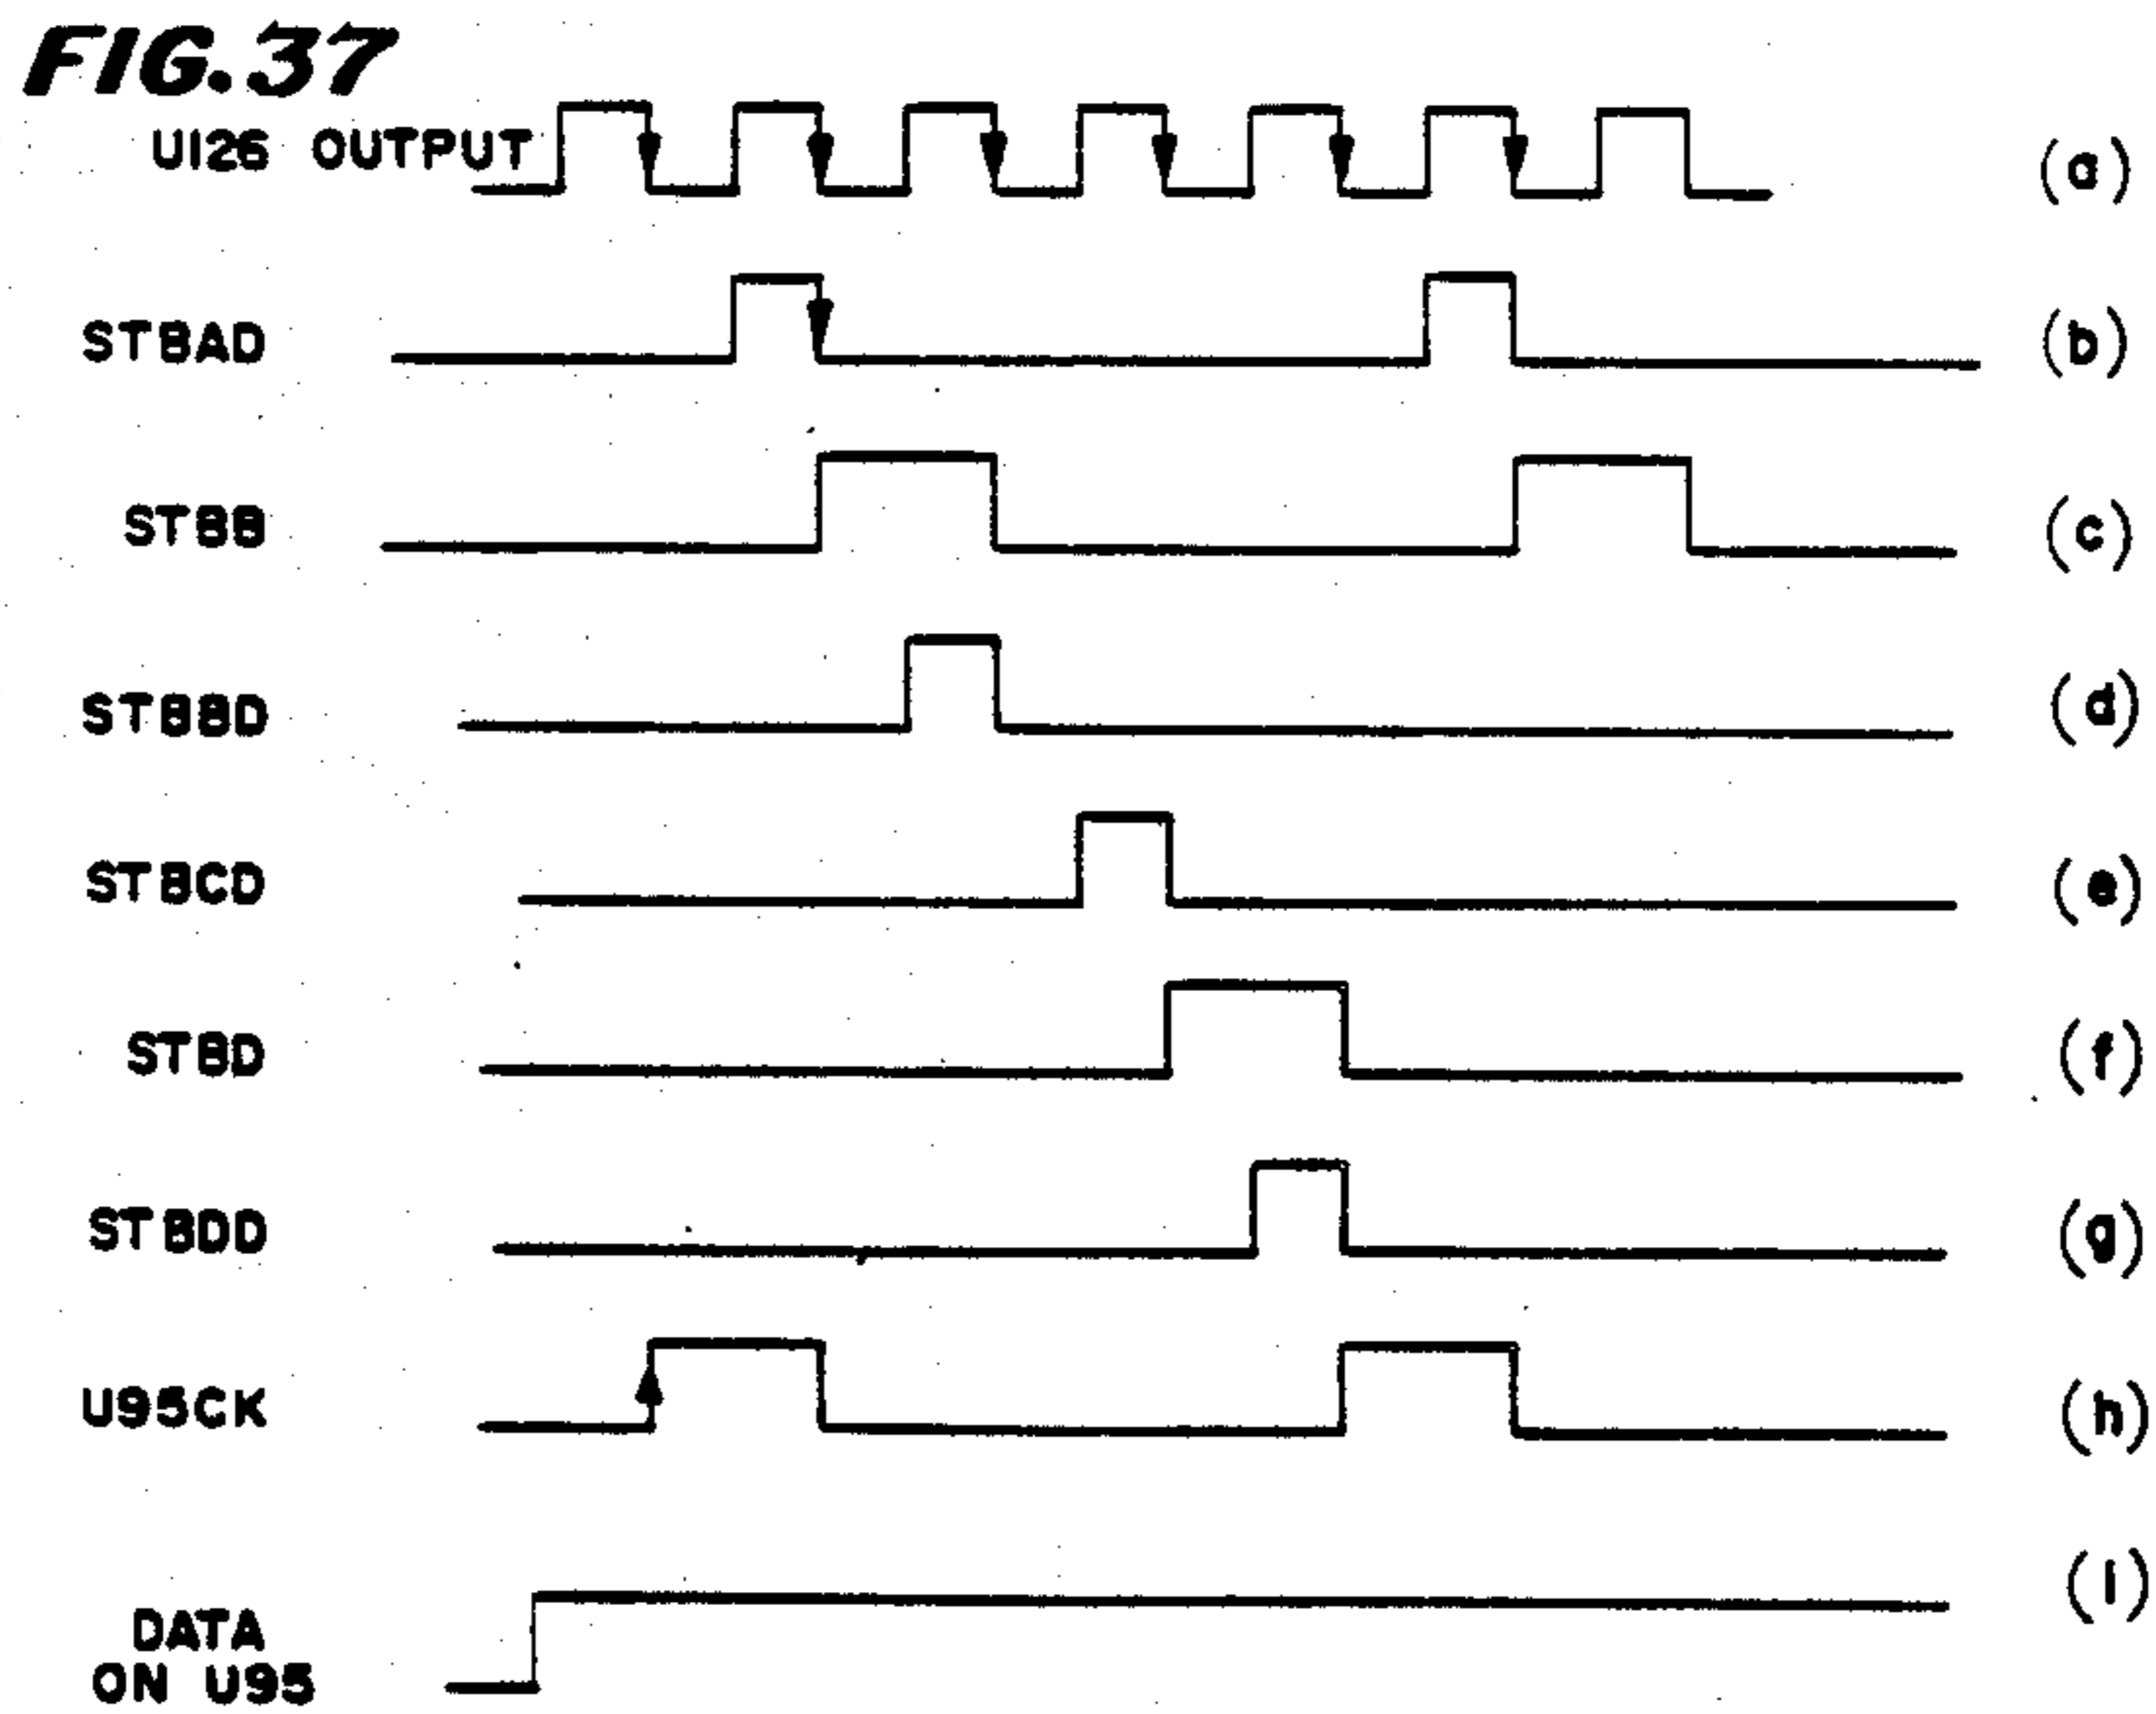 FIG.37
U126 OUTPUT (a)
STBAD (b)
STBB (c)
STBBD (d)
STBCD (e)
STBD (f)
STBDD (g)
U95CK (h)
(i)
DATA
ON U95